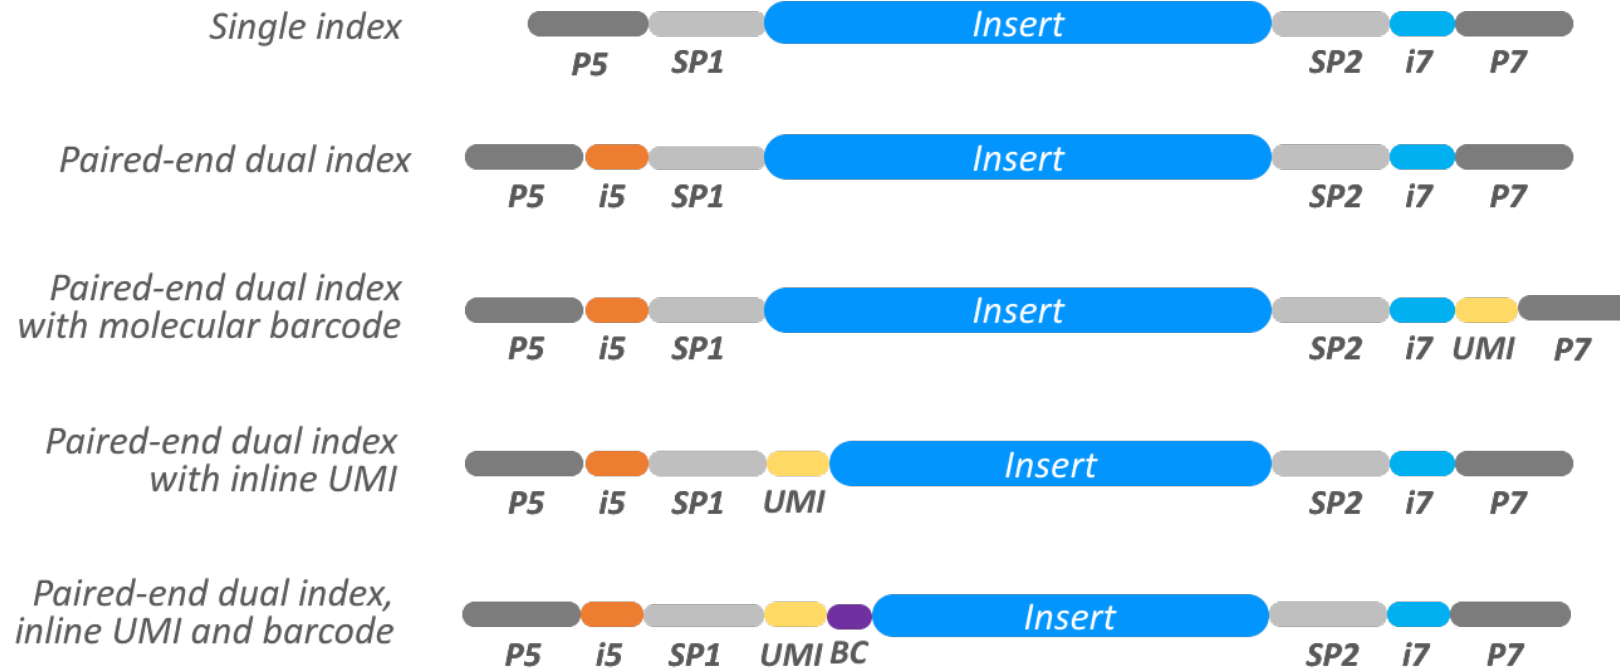 Single index
Insert
P5 SP1 SP2 i7 P7
Paired-end dual index
Insert
P5 i5 SP1 SP2 i7 P7
Paired-end dual index
with molecular barcode
Insert
P5 i5 SP1 SP2 i7 UMI P7
Paired-end dual index
with inline UMI
Insert
P5 i5 SP1 UMI SP2 i7 P7
Paired-end dual index,
inline UMI and barcode
Insert
P5 i5 SP1 UMI BC SP2 i7 P7